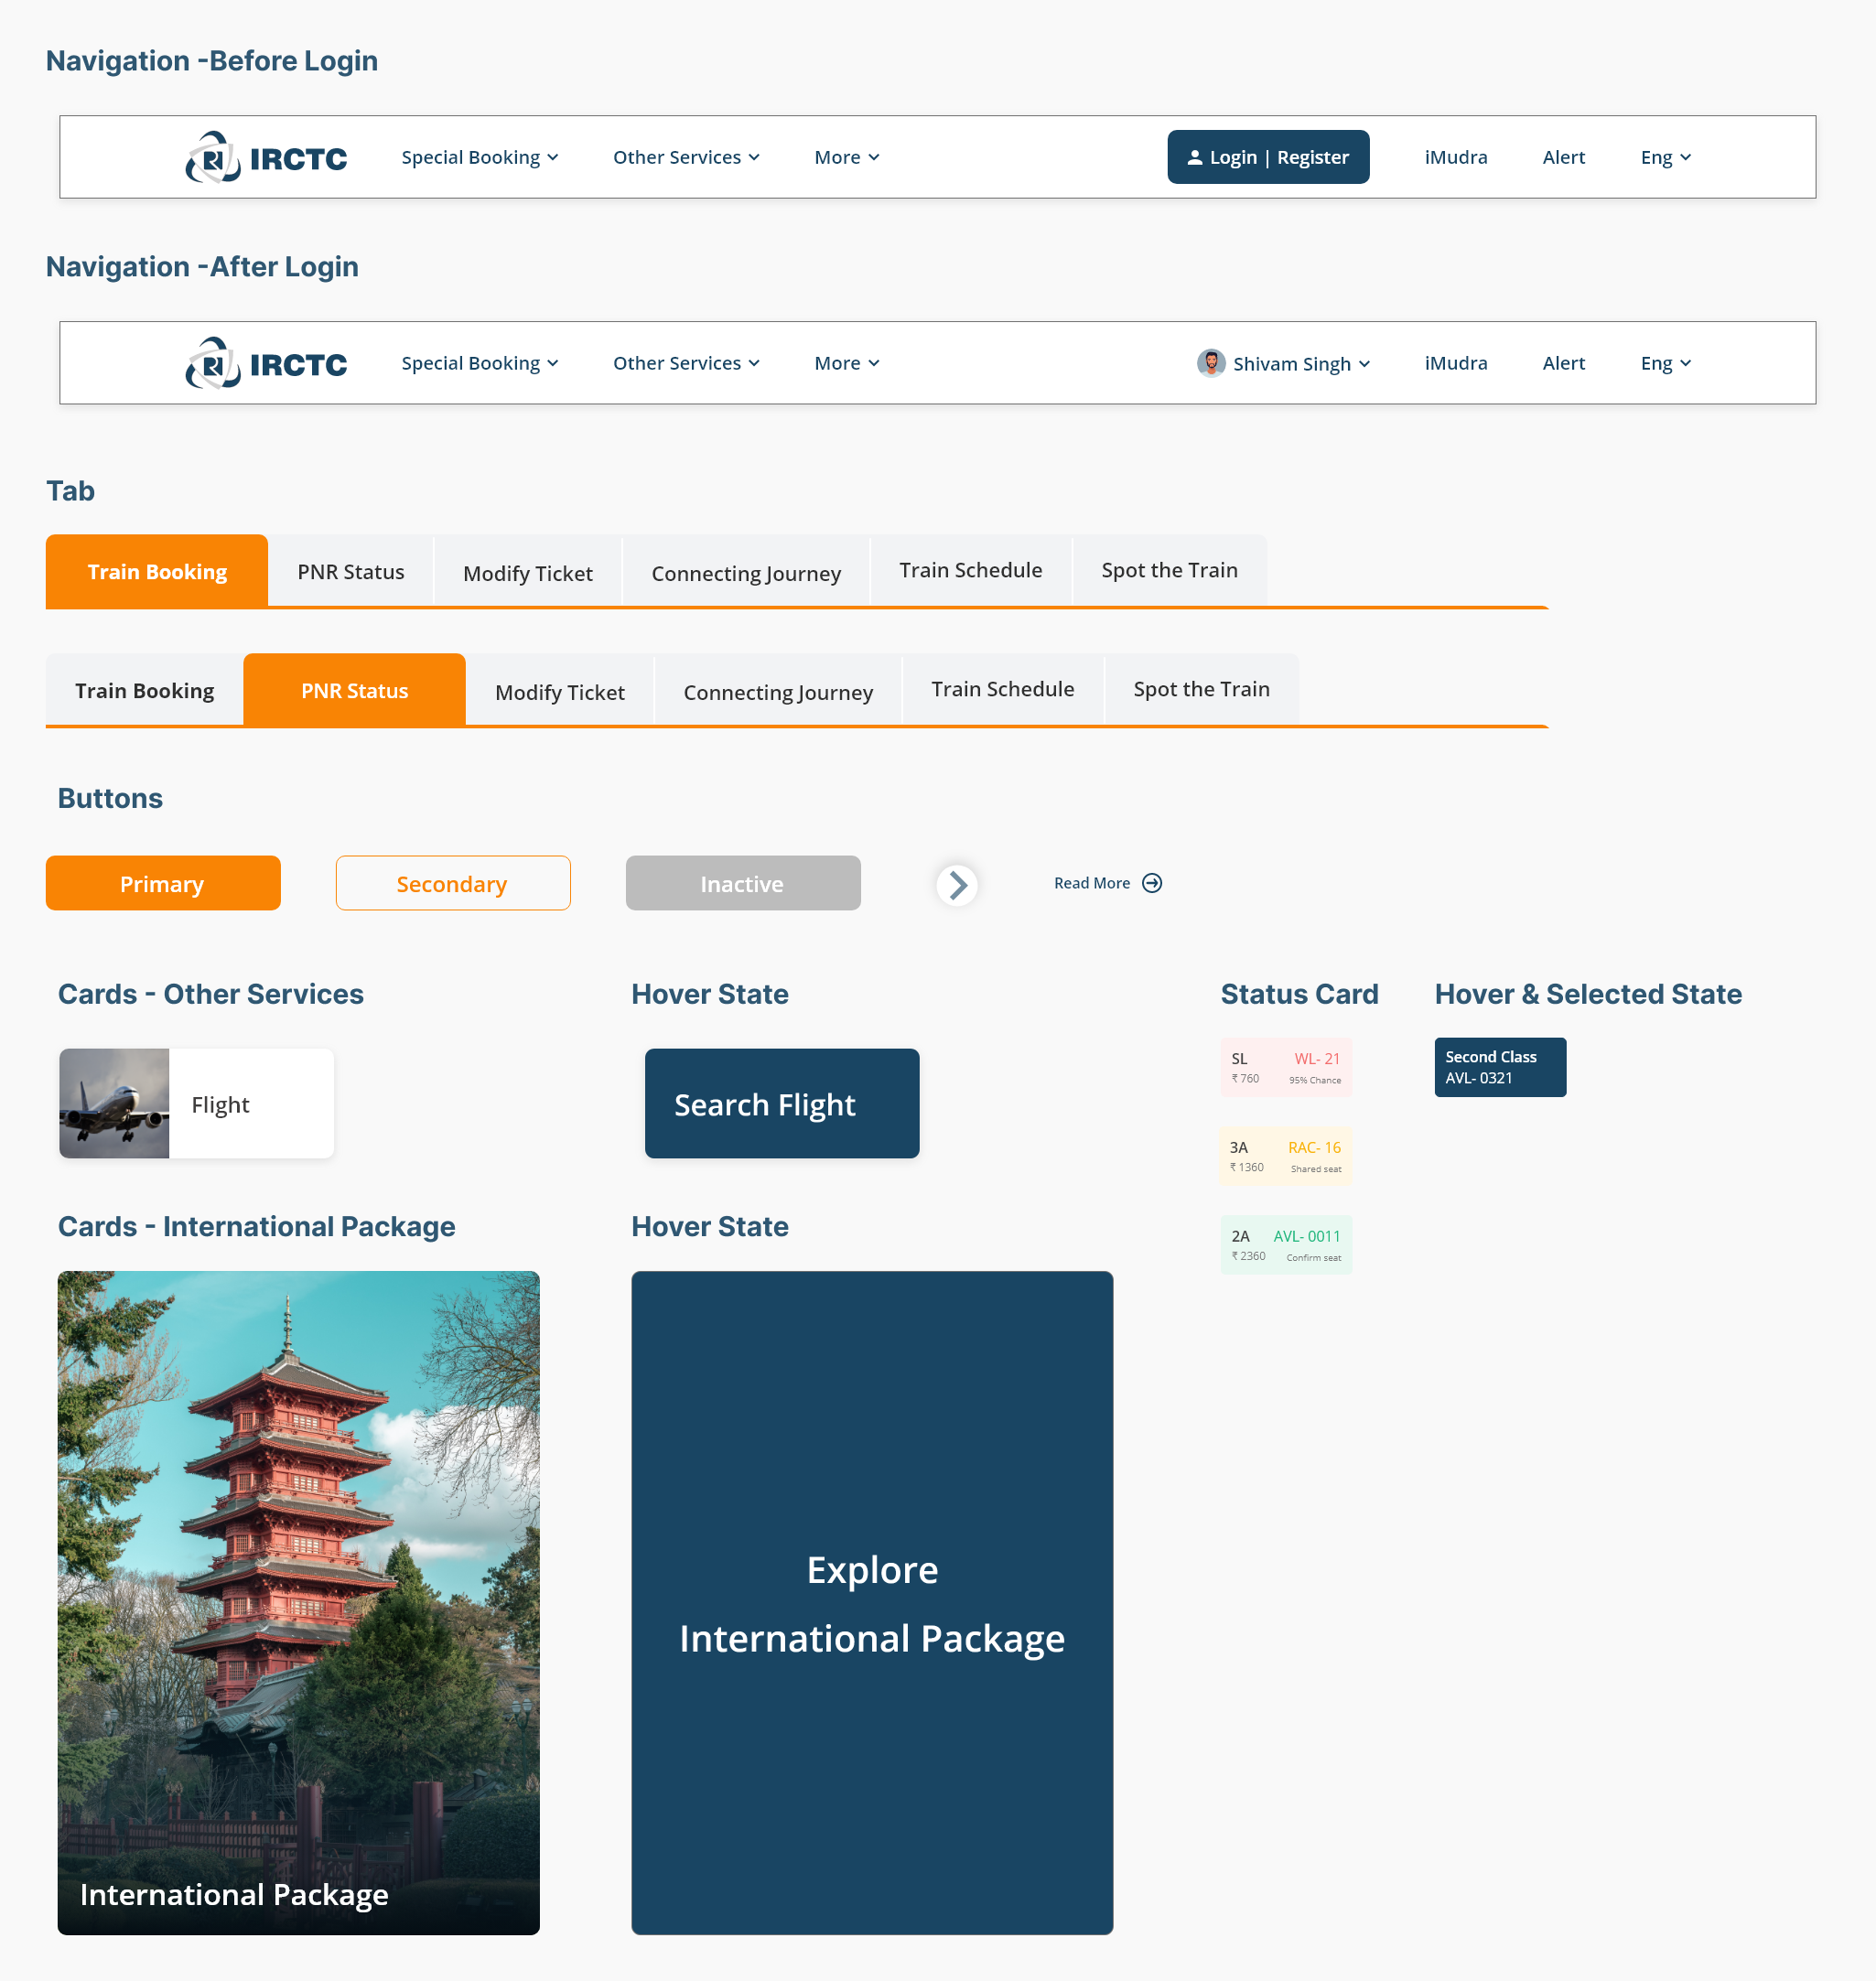 Navigation -Before Login
IRCTC Special Booking Other Services More Login | Register iMudra Alert Eng
Navigation -After Login
IRCTC Special Booking Other Services More Shivam Singh iMudra Alert Eng
Tab
Train Booking PNR Status Modify Ticket Connecting Journey Train Schedule Spot the Train
Train Booking PNR Status Modify Ticket Connecting Journey Train Schedule Spot the Train
Buttons
Primary Secondary Inactive Read More
Cards - Other Services
Flight
Hover State
Search Flight
Status Card
SL WL- 21
₹ 760 95% Chance
3A RAC- 16
₹ 1360 Shared seat
2A AVL- 0011
₹ 2360 Confirm seat
Hover & Selected State
Second Class
AVL- 0321
Cards - International Package
International Package
Hover State
Explore
International Package